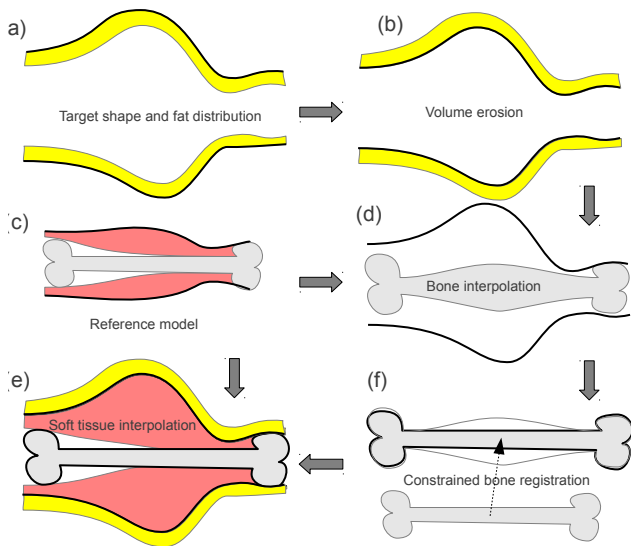 a)
(b)
Target shape and fat distribution
Volume erosion
(c)
(d)
Bone interpolation
Reference model
(e)
(f)
Soft tissue interpolation
Constrained bone registration